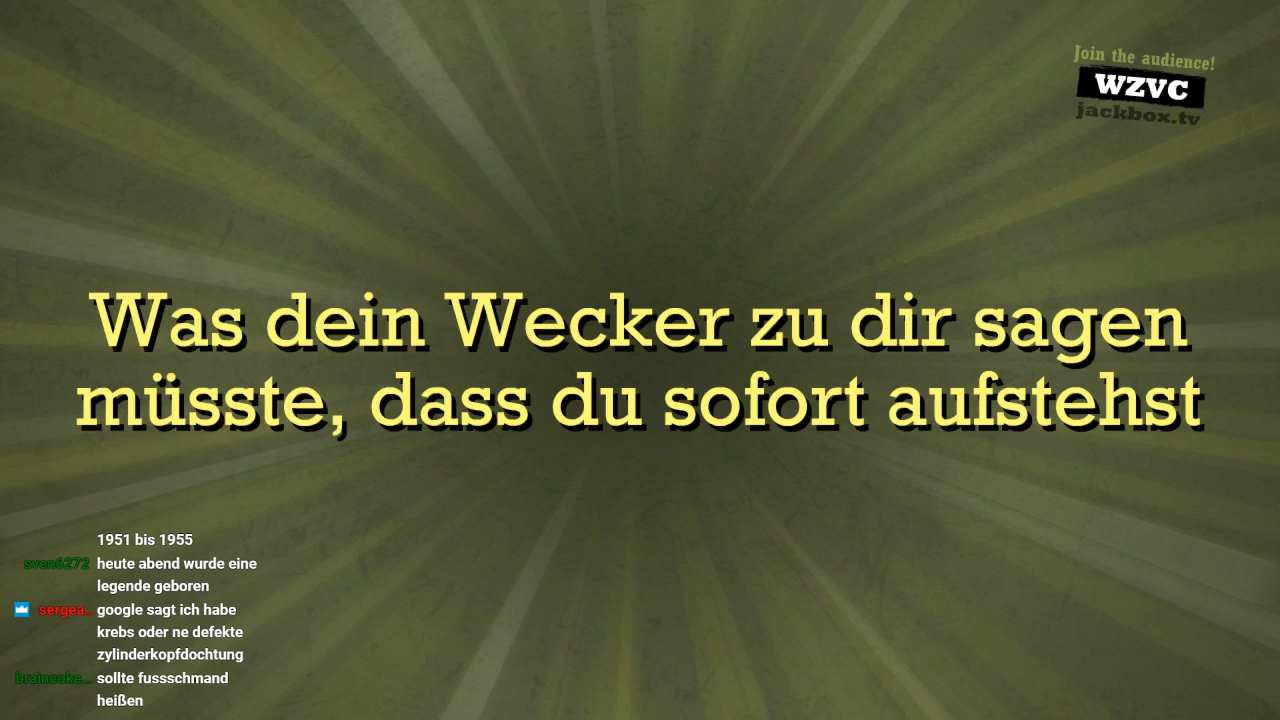 Join the audience!
WZVC
jackbox.tv
Was dein Wecker zu dir sagen
müsste, dass du sofort aufstehst
1951 bis 1955
sven6272 heute abend wurde eine
legende geboren
sergea... google sagt ich habe
krebs oder ne defekte
zylinderkopfdochtung
braincoke... sollte fussschmand
heißen